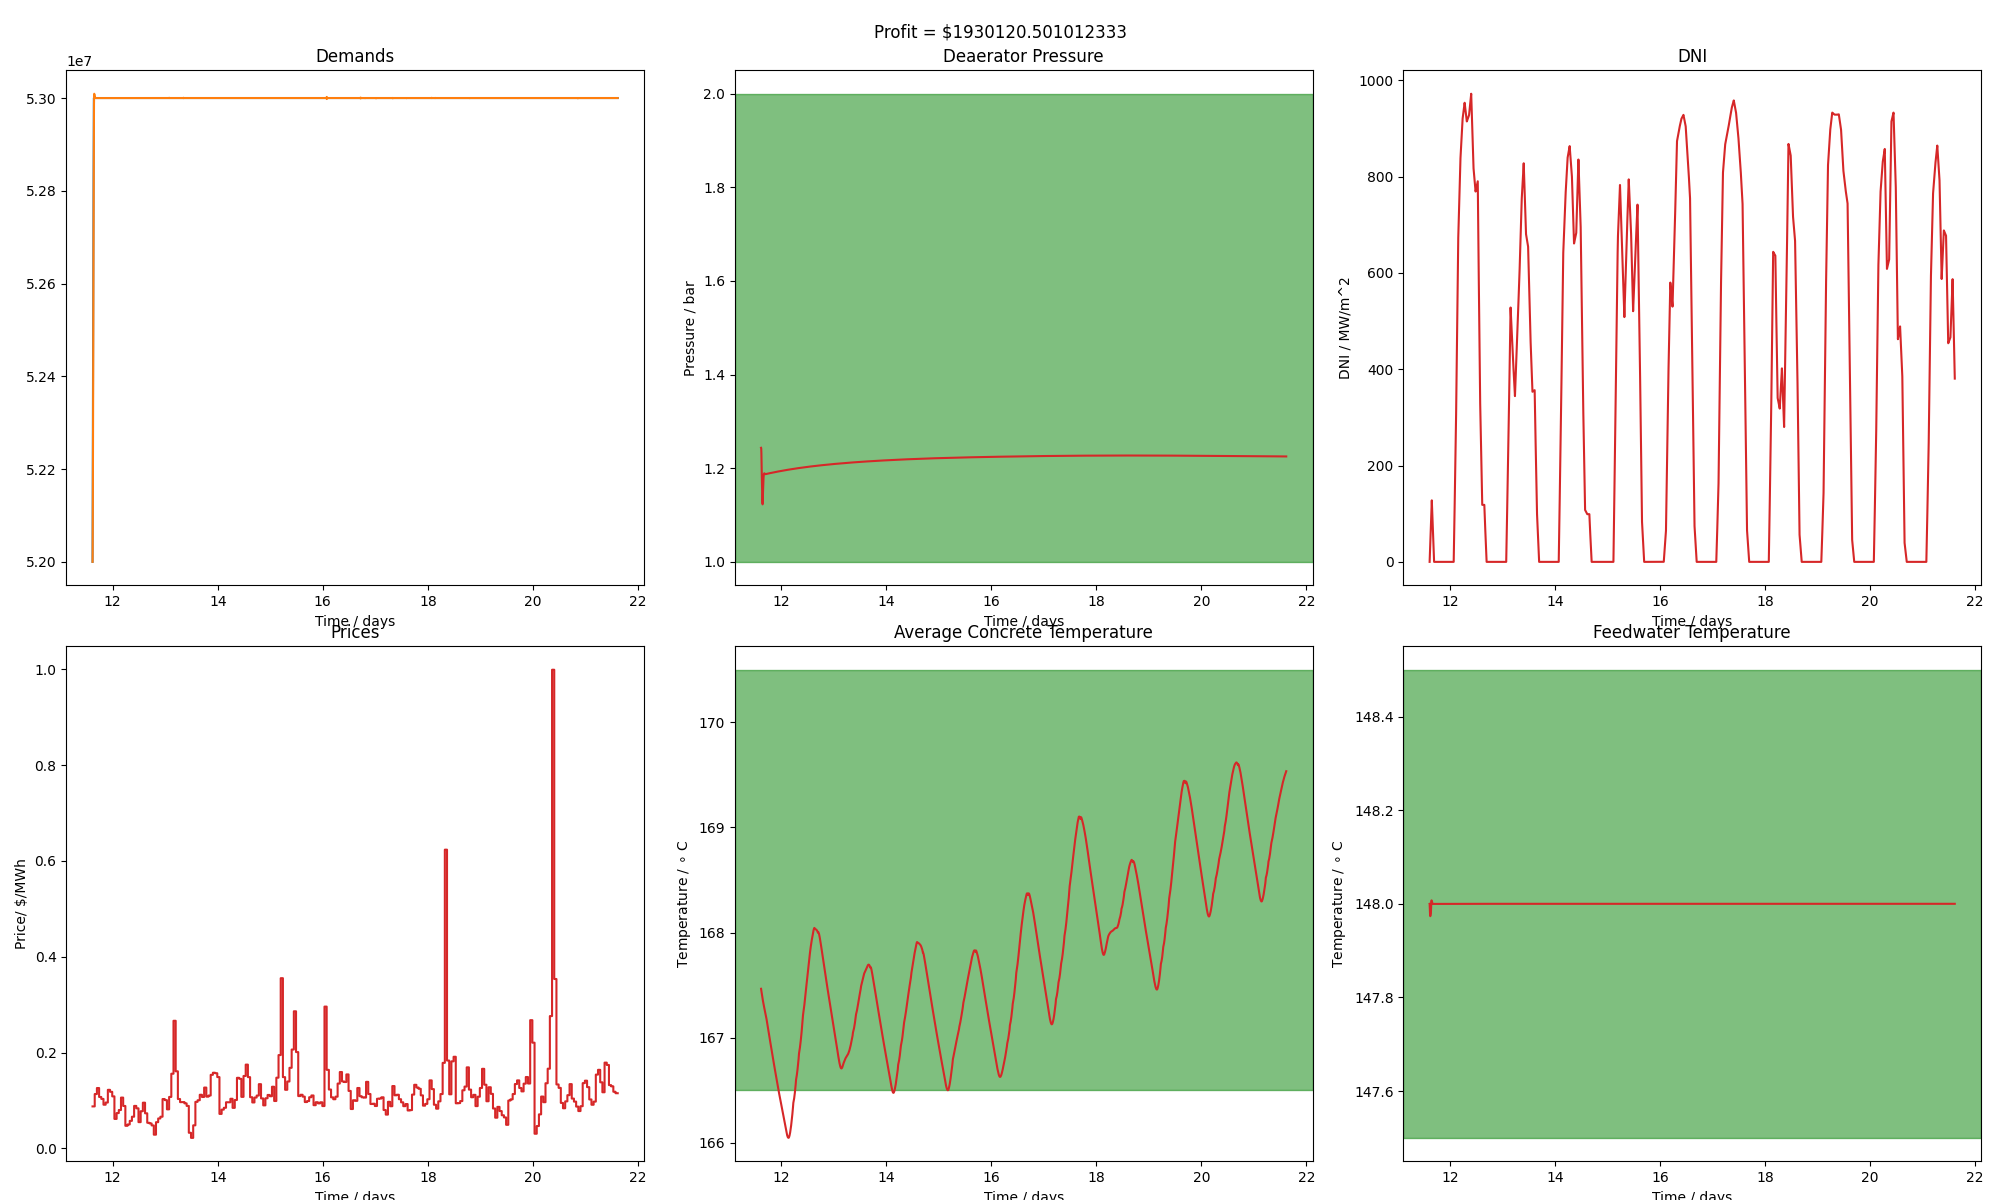 Profit = $1930120.501012333
Demands
1e7
5.30
5.28
5.26
5.24
5.22
5.20
12 14 16 18 20 22
Time / days
Deaerator Pressure
Pressure / bar
2.0
1.8
1.6
1.4
1.2
1.0
12 14 16 18 20 22
Time / days
DNI
DNI / MW/m^2
1000
800
600
400
200
0
12 14 16 18 20 22
Time / days
Prices
Price/ $/MWh
1.0
0.8
0.6
0.4
0.2
0.0
12 14 16 18 20 22
Time / days
Average Concrete Temperature
Temperature / ∘ C
170
169
168
167
166
12 14 16 18 20 22
Time / days
Feedwater Temperature
Temperature / ∘ C
148.4
148.2
148.0
147.8
147.6
12 14 16 18 20 22
Time / days